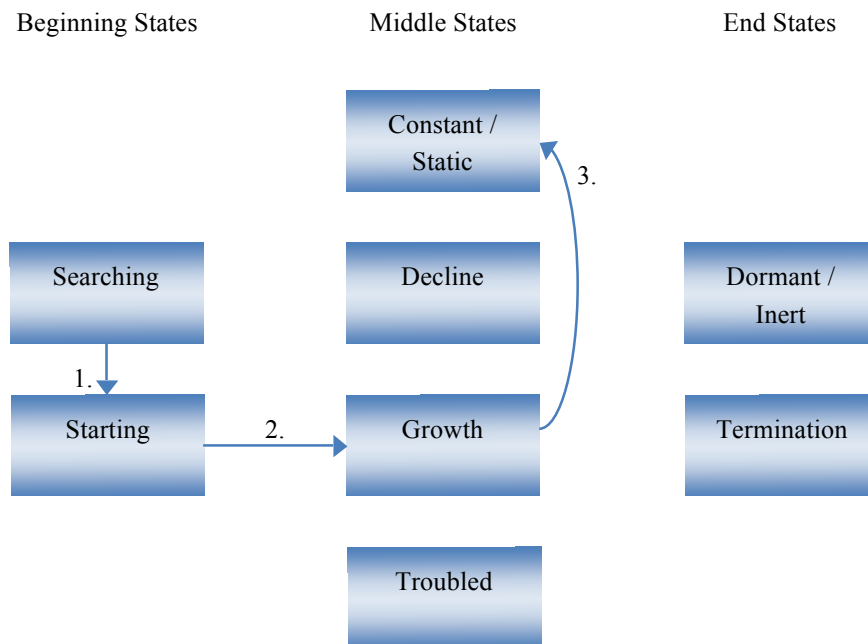 Beginning States
Middle States
End States
Constant /
Static
3.
Searching
Decline
Dormant /
Inert
1.
Starting
2.
Growth
Termination
Troubled